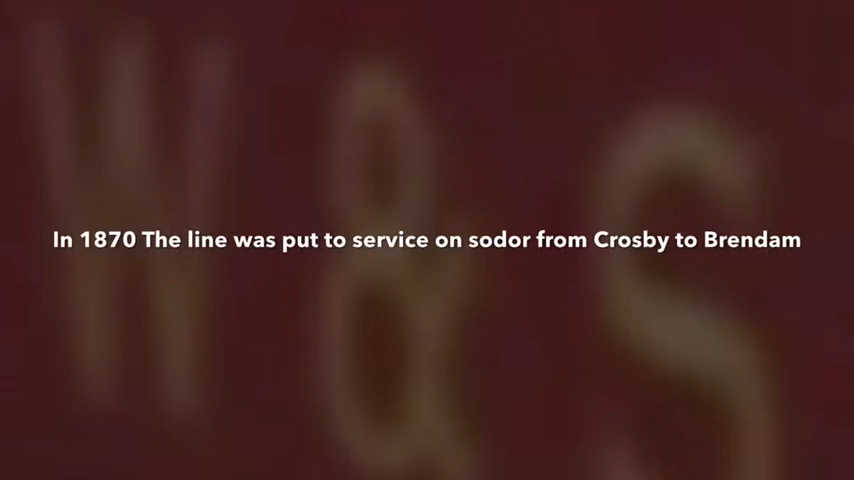 W & S
In 1870 The line was put to service on sodor from Crosby to Brendam